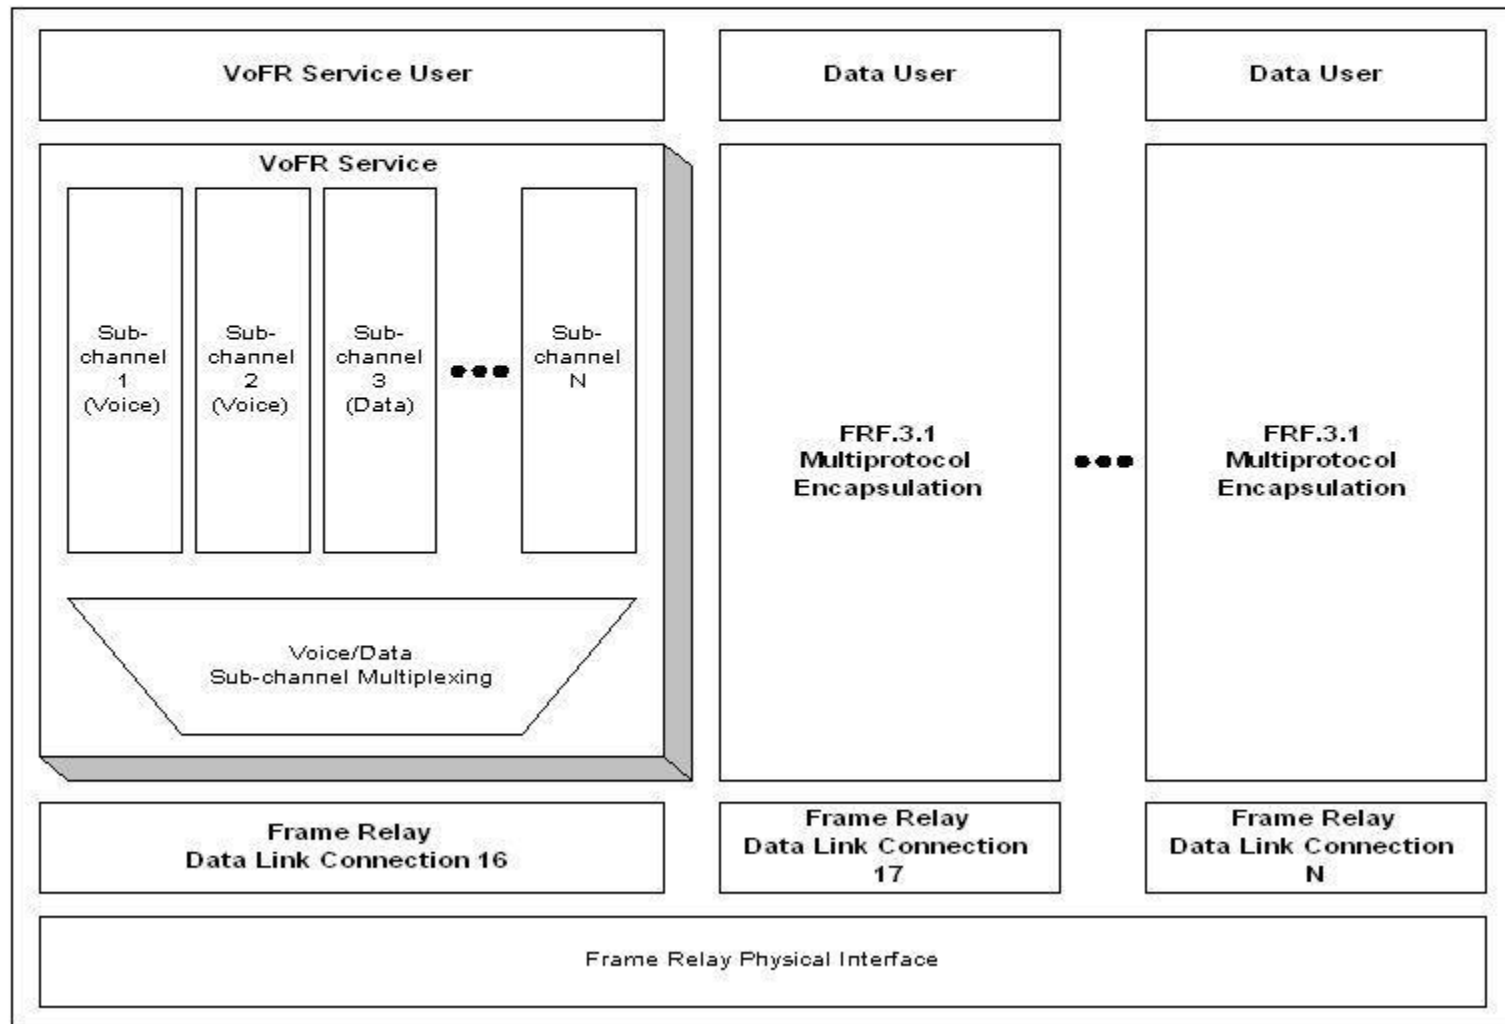 VoFR Service User
Data User
Data User
VoFR Service
Sub-
channel
1
(Voice)
Sub-
channel
2
(Voice)
Sub-
channel
3
(Data)
Sub-
channel
N
Voice/Data
Sub-channel Multiplexing
FRF.3.1
Multiprotocol
Encapsulation
FRF.3.1
Multiprotocol
Encapsulation
Frame Relay
Data Link Connection 16
Frame Relay
Data Link Connection
17
Frame Relay
Data Link Connection
N
Frame Relay Physical Interface